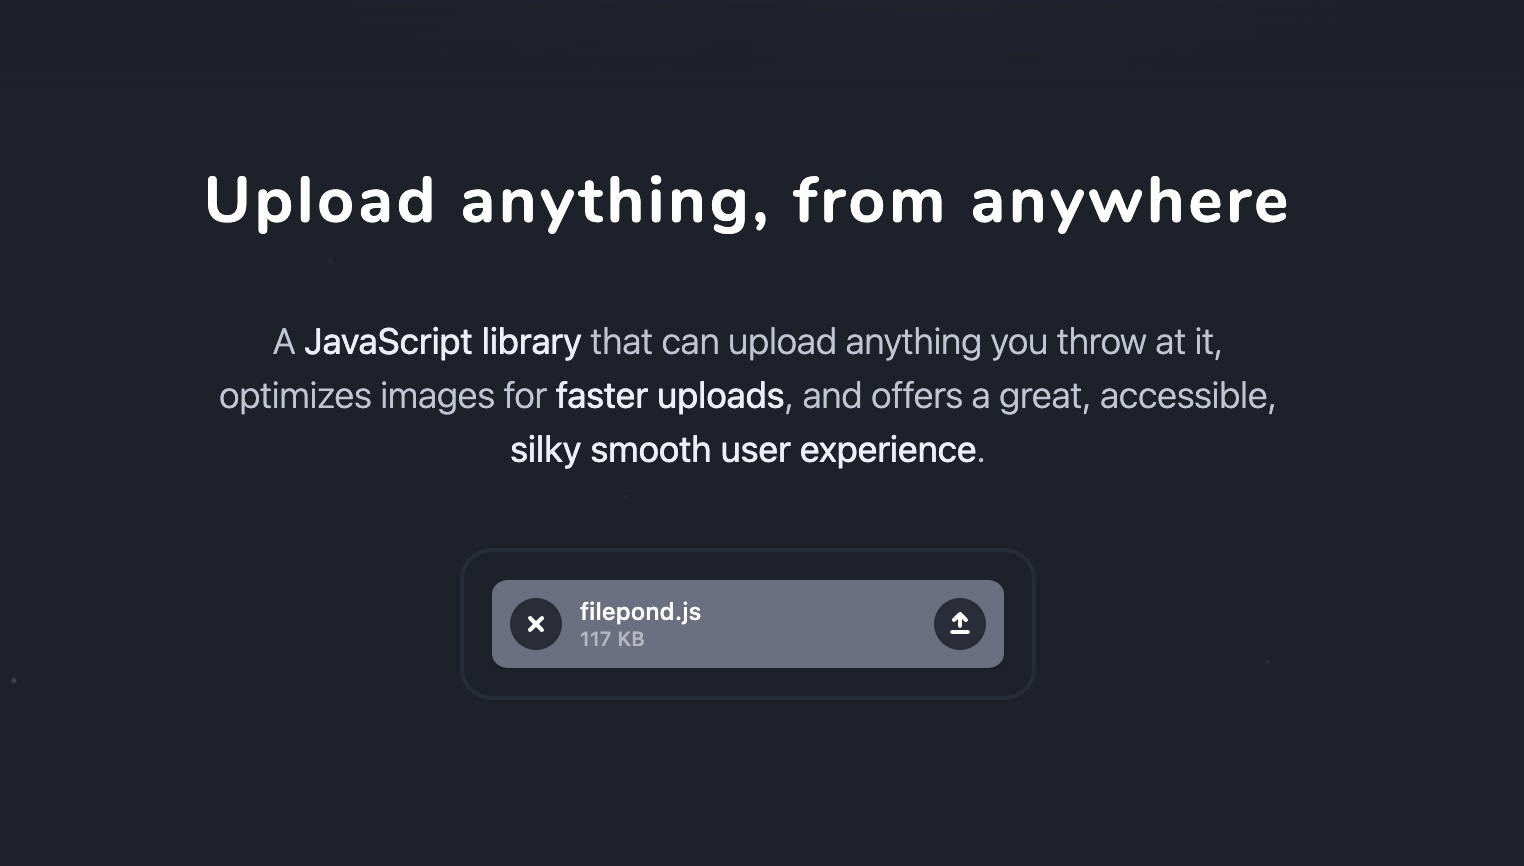 Upload anything, from anywhere
A JavaScript library that can upload anything you throw at it,
optimizes images for faster uploads, and offers a great, accessible,
silky smooth user experience.
filepond.js
117 KB